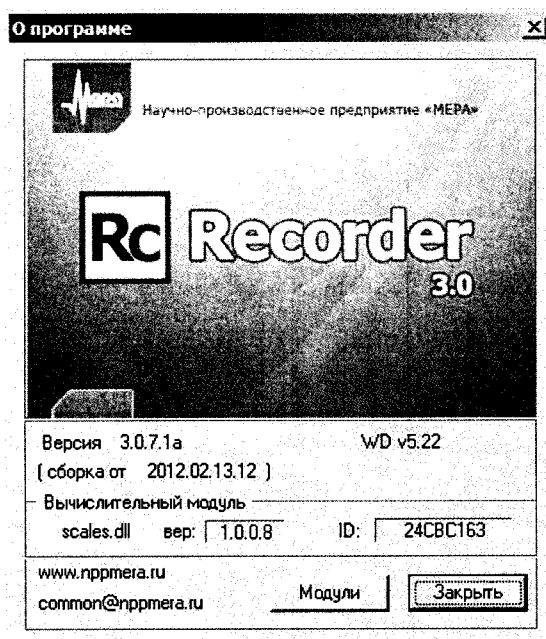 О программе
мера
Научно-производственное предприятие «МЕРА»
Rc Recorder
3.0
Версия 3.0.7.1a WD v5.22
( сборка от 2012.02.13.12 )
Вычислительный модуль
scales.dll вер: 1.0.0.8 ID: 24CBC163
www.nppmera.ru
common@nppmera.ru
Модули Закрыть